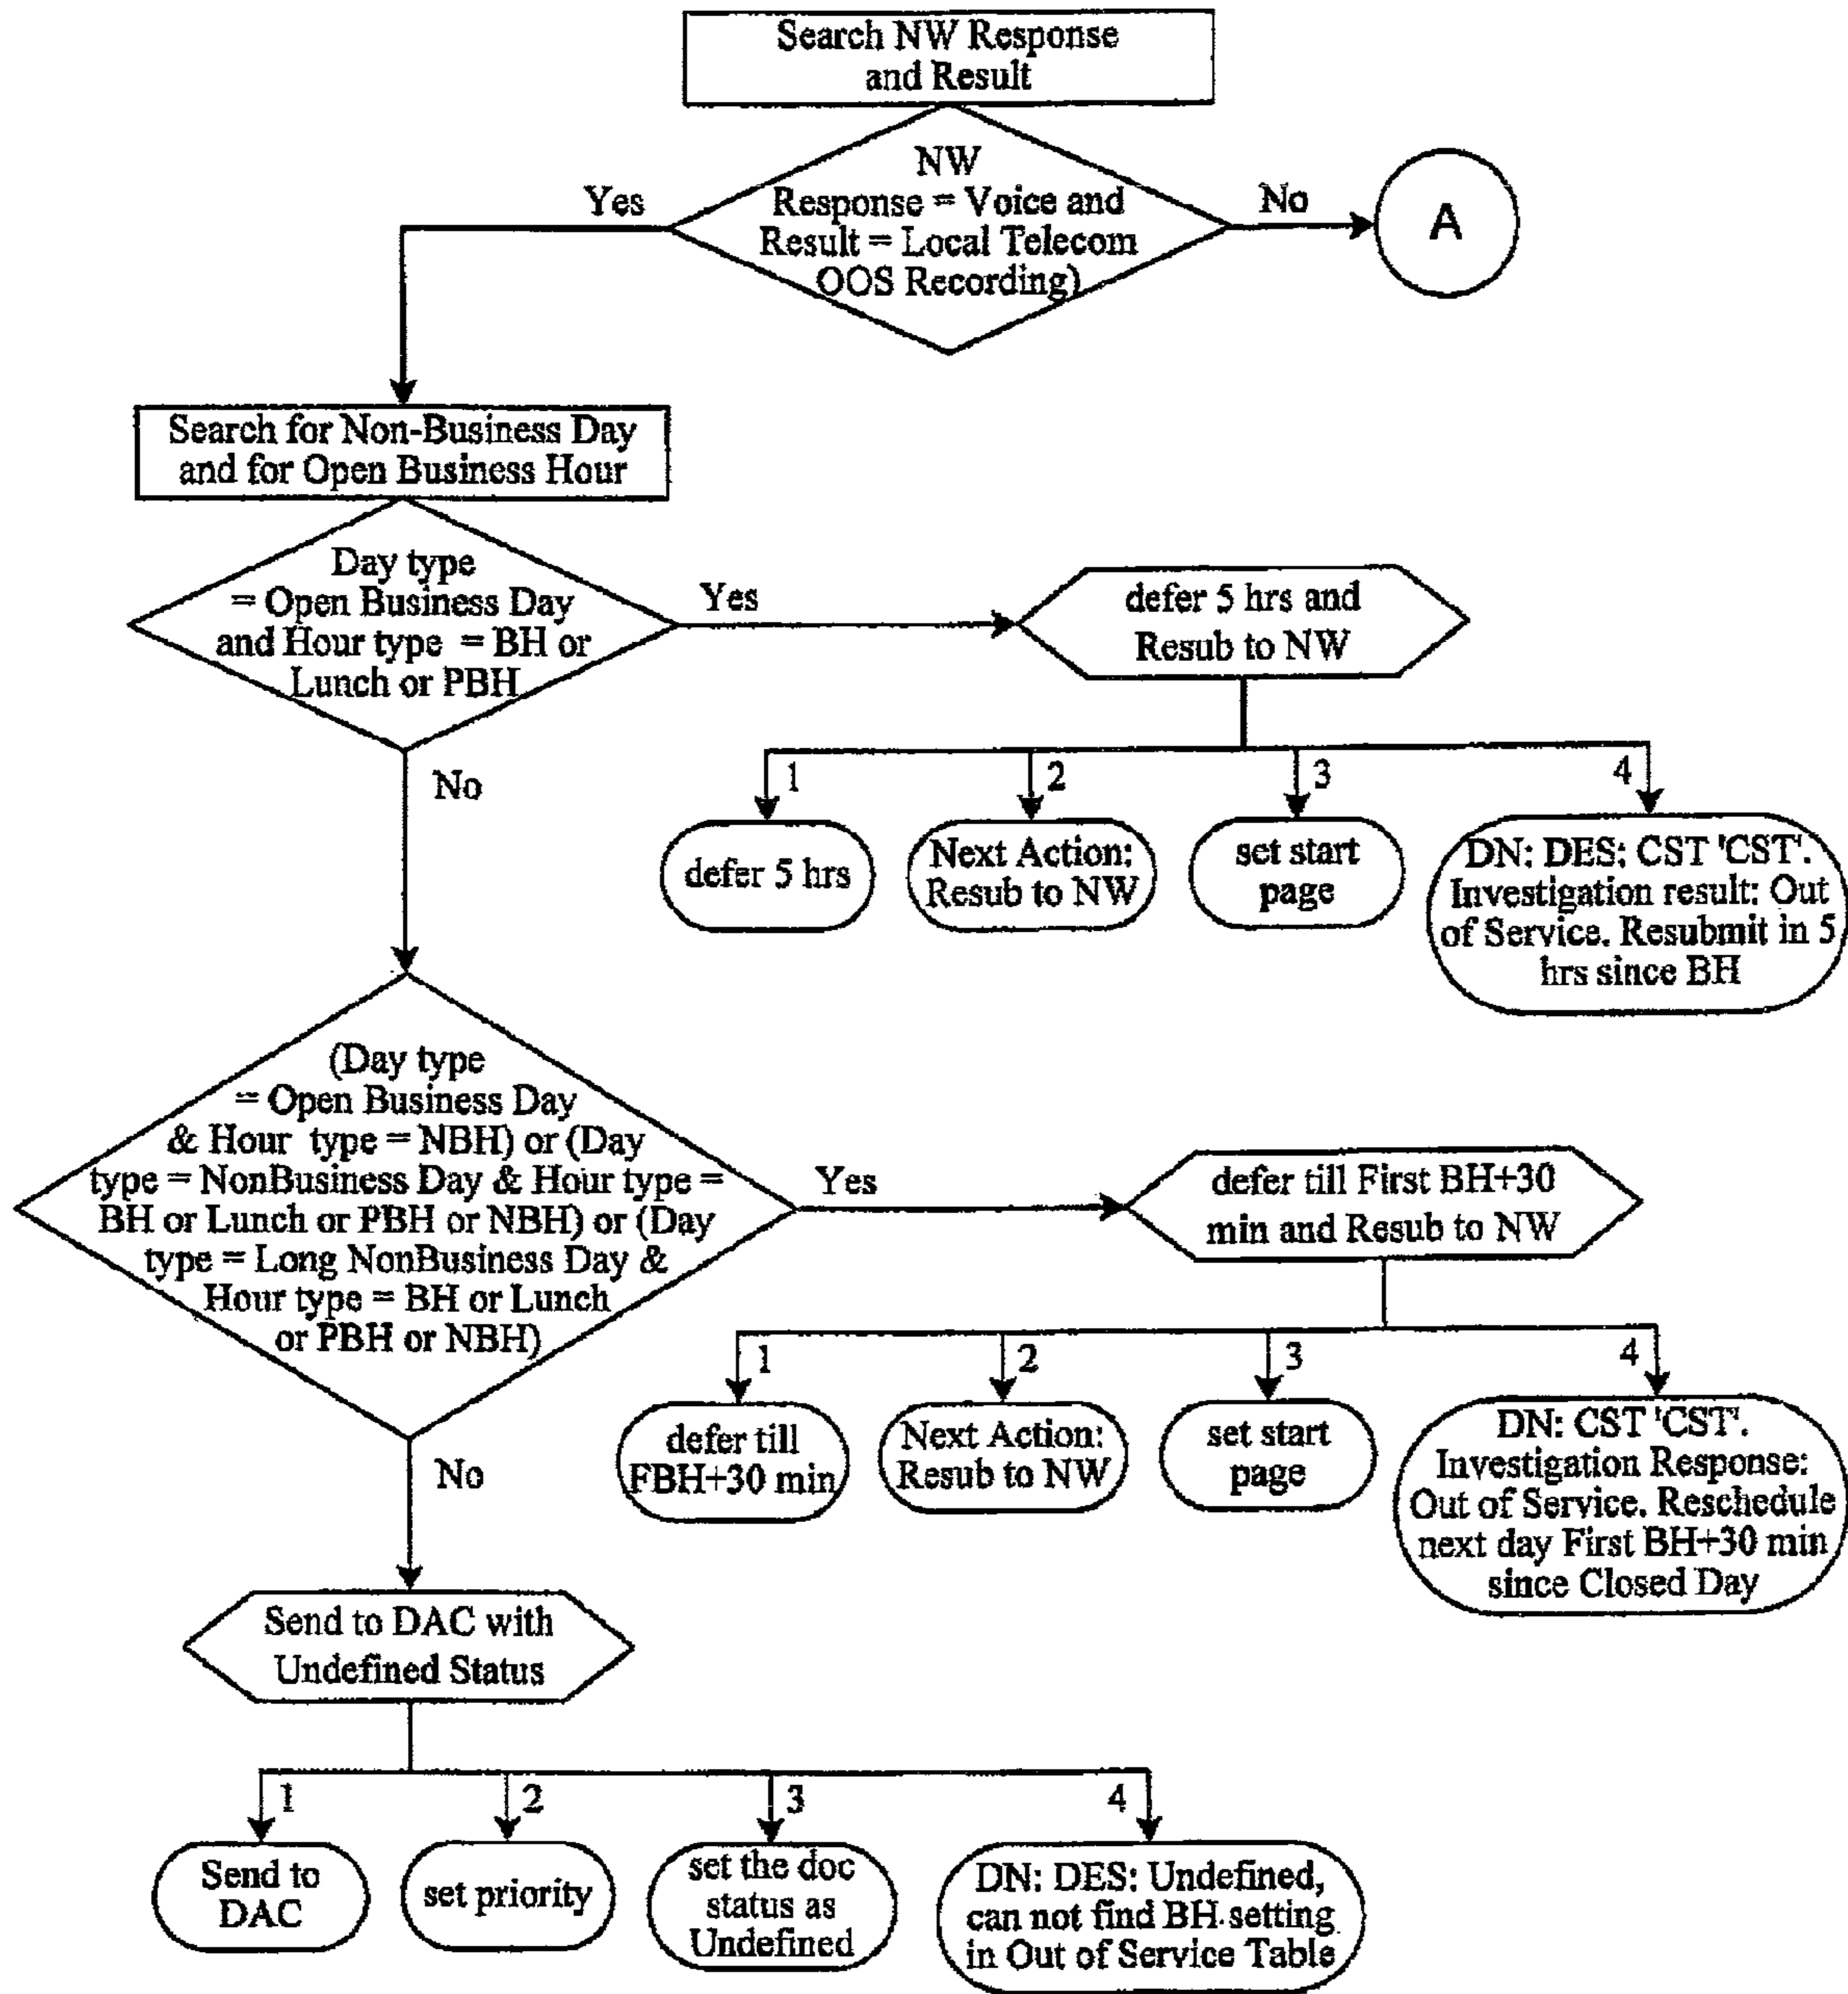 Search NW Response
and Result
NW
Response = Voice and
Result = Local Telecom
OOS Recording)
Yes
No
A
Search for Non-Business Day
and for Open Business Hour
Day type
= Open Business Day
and Hour type = BH or
Lunch or PBH
Yes
defer 5 hrs and
Resub to NW
No
1
2
3
4
defer 5 hrs
Next Action:
Resub to NW
set start
page
DN: DES: CST 'CST'.
Investigation result: Out
of Service. Resubmit in 5
hrs since BH
(Day type
= Open Business Day
& Hour type = NBH) or (Day
type = NonBusiness Day & Hour type =
BH or Lunch or PBH or NBH) or (Day
type = Long NonBusiness Day &
Hour type = BH or Lunch
or PBH or NBH)
Yes
defer till First BH+30
min and Resub to NW
No
1
2
3
4
defer till
FBH+30 min
Next Action:
Resub to NW
set start
page
DN: CST 'CST'.
Investigation Response:
Out of Service. Reschedule
next day First BH+30 min
since Closed Day
Send to DAC with
Undefined Status
1
2
3
4
Send to
DAC
set priority
set the doc
status as
Undefined
DN: DES: Undefined,
can not find BH setting
in Out of Service Table